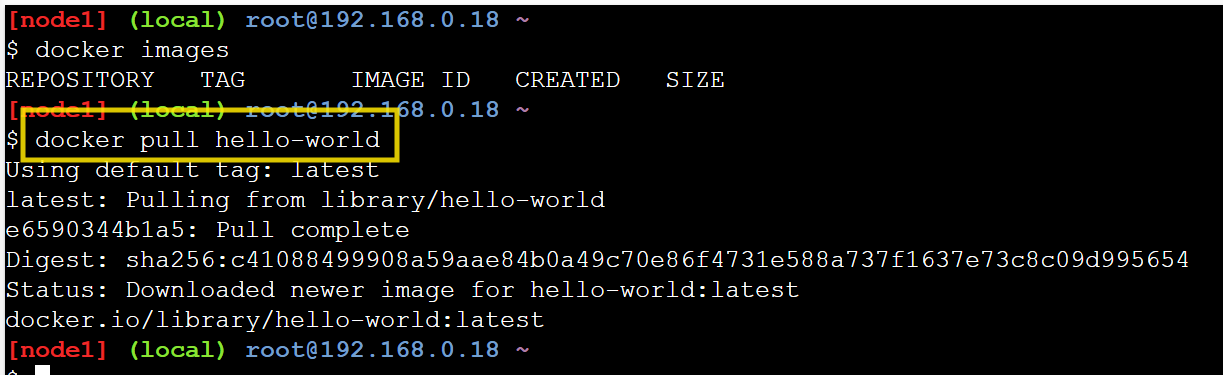 [node1] (local) root@192.168.0.18 ~
$ docker images
REPOSITORY   TAG       IMAGE ID   CREATED   SIZE
[node1] (local) root@192.168.0.18 ~
$ docker pull hello-world
Using default tag: latest
latest: Pulling from library/hello-world
e6590344b1a5: Pull complete
Digest: sha256:c41088499908a59aae84b0a49c70e86f4731e588a737f1637e73c8c09d995654
Status: Downloaded newer image for hello-world:latest
docker.io/library/hello-world:latest
[node1] (local) root@192.168.0.18 ~
$